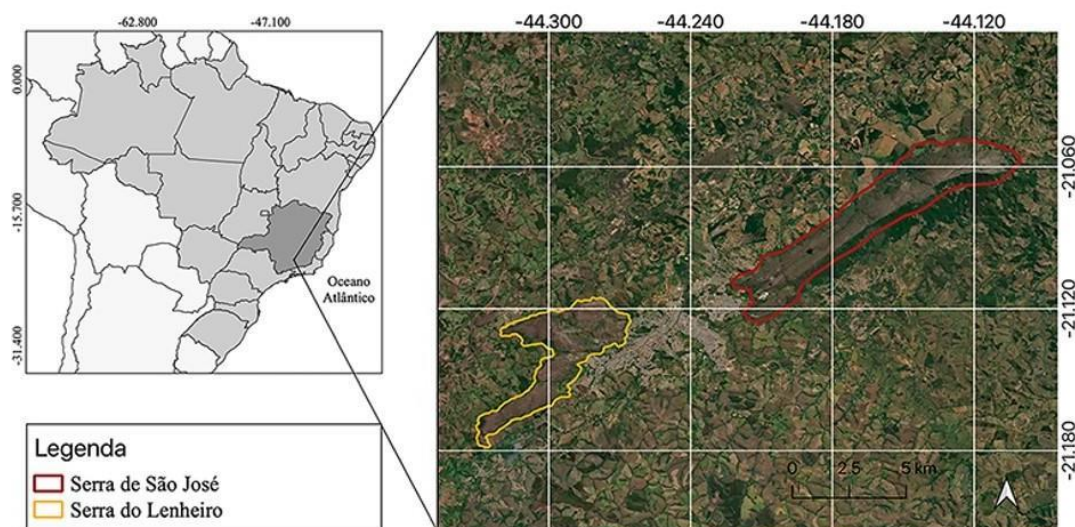 -62.800 -47.100
0.000
-15.700
-31.400
Oceano
Atlântico
Legenda
Serra de São José
Serra do Lenheiro
-44.300 -44.240 -44.180 -44.120
-21.060
-21.120
-21.180
0 2.5 5 km